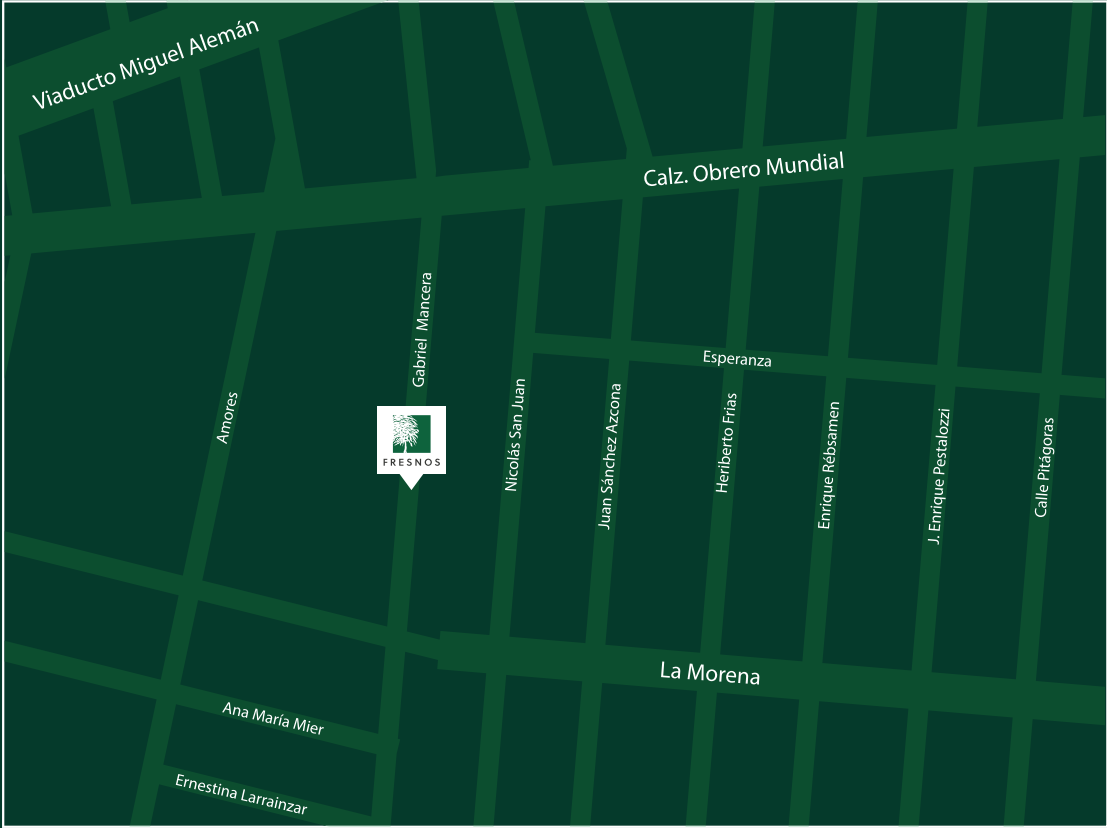 Viaducto Miguel Alemán
Calz. Obrero Mundial
Gabriel Mancera
Esperanza
Amores
FRESNOS
Nicolás San Juan
Juan Sánchez Azcona
Heriberto Frias
Enrique Rébsamen
J. Enrique Pestalozzi
Calle Pitágoras
La Morena
Ana María Mier
Ernestina Larrainzar